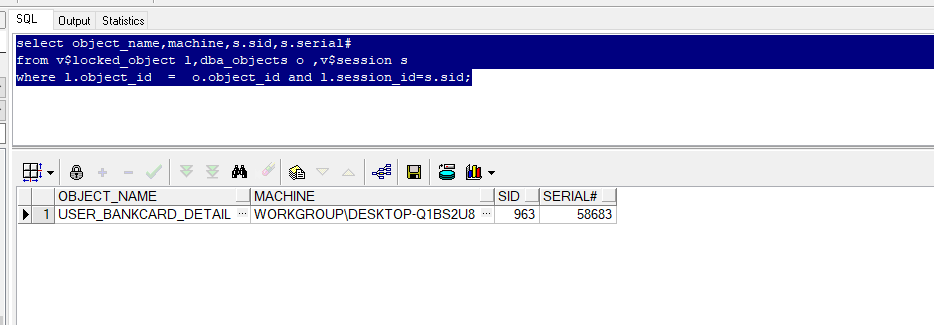 SQL Output Statistics
select object_name,machine,s.sid,s.serial#
from v$locked_object l,dba_objects o ,v$session s
where l.object_id  =  o.object_id and l.session_id=s.sid;
OBJECT_NAME MACHINE SID SERIAL#
1 USER_BANKCARD_DETAIL ... WORKGROUP\DESKTOP-Q1BS2U8 ... 963 58683